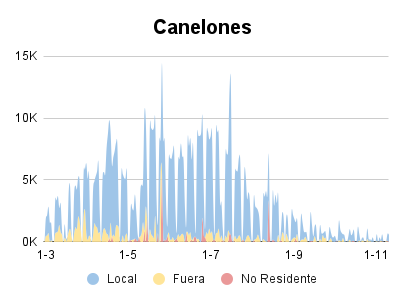 Canelones
15K
10K
5K
0K
1-3 1-5 1-7 1-9 1-11
Local Fuera No Residente